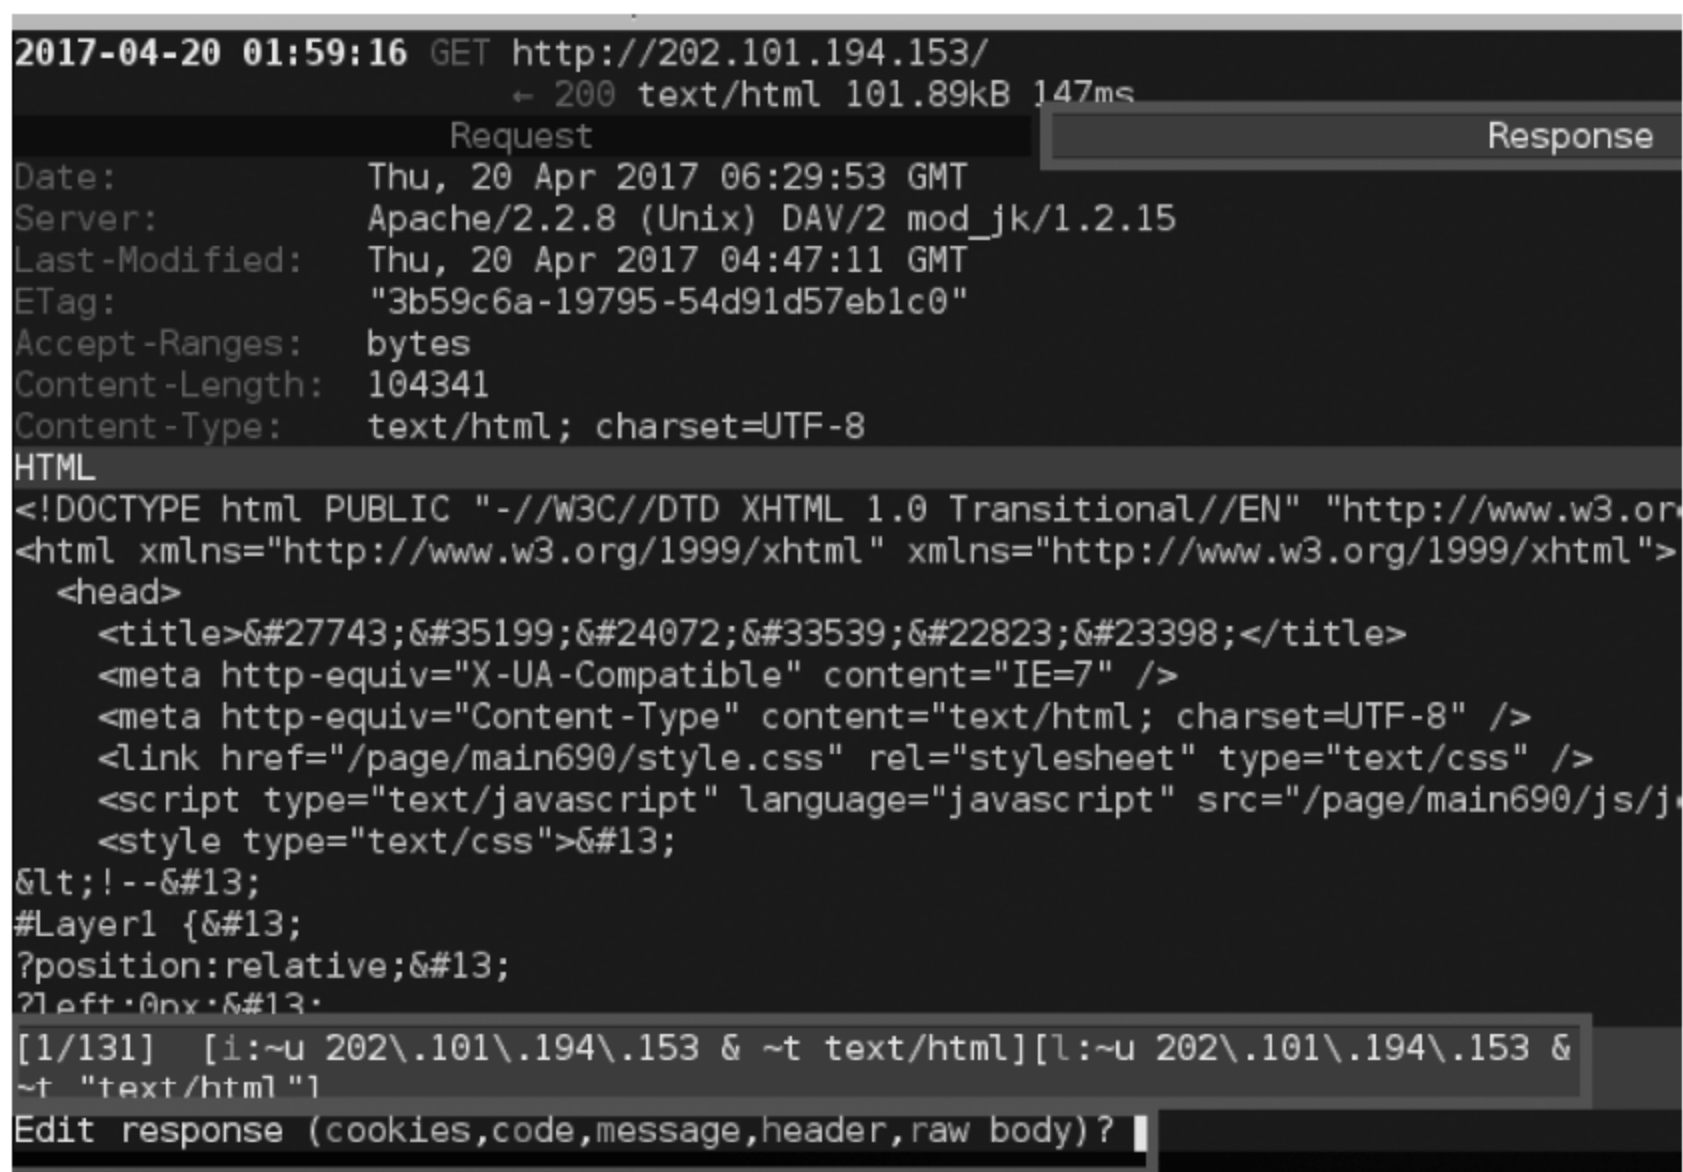 2017-04-20 01:59:16 GET http://202.101.194.153/
← 200 text/html 101.89kB 147ms
Request Response
Date: Thu, 20 Apr 2017 06:29:53 GMT
Server: Apache/2.2.8 (Unix) DAV/2 mod_jk/1.2.15
Last-Modified: Thu, 20 Apr 2017 04:47:11 GMT
ETag: "3b59c6a-19795-54d91d57eb1c0"
Accept-Ranges: bytes
Content-Length: 104341
Content-Type: text/html; charset=UTF-8
HTML
<!DOCTYPE html PUBLIC "-//W3C//DTD XHTML 1.0 Transitional//EN" "http://www.w3.or
<html xmlns="http://www.w3.org/1999/xhtml" xmlns="http://www.w3.org/1999/xhtml">
<head>
<title>&#27743;&#35199;&#24072;&#33539;&#22823;&#23398;</title>
<meta http-equiv="X-UA-Compatible" content="IE=7" />
<meta http-equiv="Content-Type" content="text/html; charset=UTF-8" />
<link href="/page/main690/style.css" rel="stylesheet" type="text/css" />
<script type="text/javascript" language="javascript" src="/page/main690/js/j
<style type="text/css">&#13;
&lt;!--&#13;
#Layer1 {&#13;
?position:relative;&#13;
?left:0px;&#13;
[1/131] [i:~u 202\.101\.194\.153 & ~t text/html][l:~u 202\.101\.194\.153 &
~t "text/html"]
Edit response (cookies,code,message,header,raw body)?